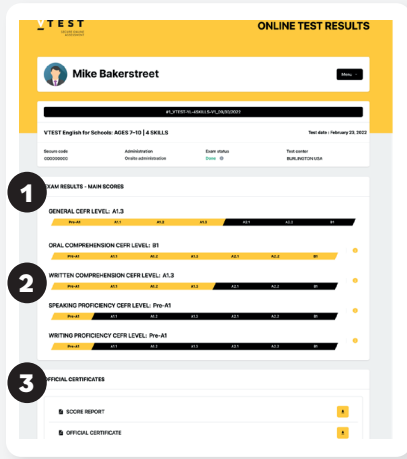 VTEST
ONLINE TEST RESULTS
Mike Bakerstreet
Menu
VTEST English for Schools: AGES 7-10 | 4 SKILLS
Test date : February 23, 2022
Secure code
Administration
Exam status
Test center
000000000
Onsite administration
Done
BURLINGTON USA
1
EXAM RESULTS - MAIN SCORES
GENERAL CEFR LEVEL: A1.3
Pre-A1 A1.1 A1.2 A1.3 A2.1 A2.2 B1
ORAL COMPREHENSION CEFR LEVEL: B1
Pre-A1 A1.1 A1.2 A1.3 A2.1 A2.2 B1
2
WRITTEN COMPREHENSION CEFR LEVEL: A1.3
Pre-A1 A1.1 A1.2 A1.3 A2.1 A2.2 B1
SPEAKING PROFICIENCY CEFR LEVEL: Pre-A1
Pre-A1 A1.1 A1.2 A1.3 A2.1 A2.2 B1
WRITING PROFICIENCY CEFR LEVEL: Pre-A1
Pre-A1 A1.1 A1.2 A1.3 A2.1 A2.2 B1
3
OFFICIAL CERTIFICATES
SCORE REPORT
OFFICIAL CERTIFICATE